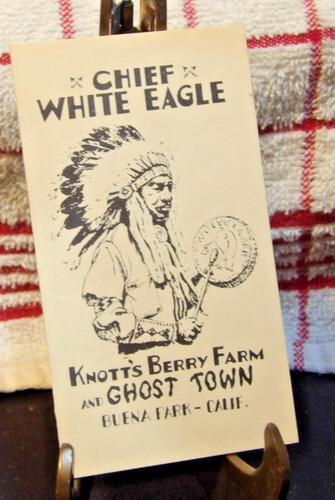 CHIEF
WHITE EAGLE
KNOTT'S BERRY FARM
AND GHOST TOWN
BUENA PARK - CALIF.